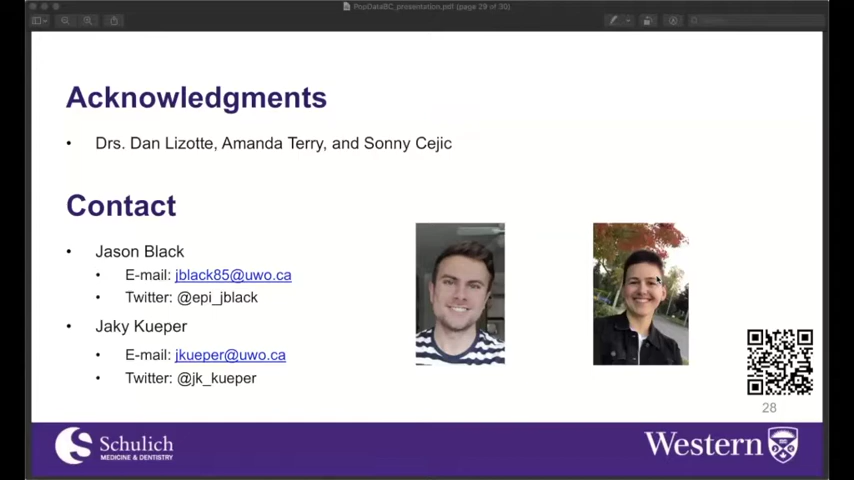 PopDataBC_presentation.pdf (page 29 of 30)
Acknowledgments
• Drs. Dan Lizotte, Amanda Terry, and Sonny Cejic
Contact
• Jason Black
• E-mail: jblack85@uwo.ca
• Twitter: @epi_jblack
• Jaky Kueper
• E-mail: jkueper@uwo.ca
• Twitter: @jk_kueper
28
Schulich
MEDICINE & DENTISTRY
Western